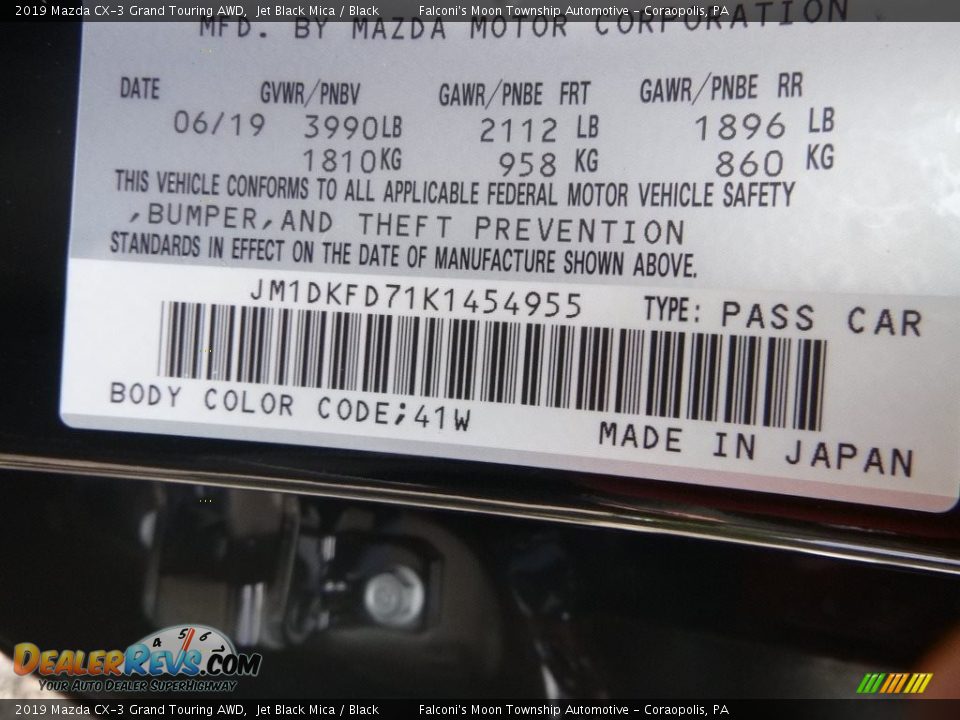 2019 Mazda CX-3 Grand Touring AWD, Jet Black Mica / Black Falconi's Moon Township Automotive - Coraopolis, PA
MFD. BY MAZDA MOTOR CORPORATION
DATE GVWR/PNBV GAWR/PNBE FRT GAWR/PNBE RR
06/19 3990LB 2112 LB 1896 LB
1810KG 958 KG 860 KG
THIS VEHICLE CONFORMS TO ALL APPLICABLE FEDERAL MOTOR VEHICLE SAFETY
,BUMPER,AND THEFT PREVENTION
STANDARDS IN EFFECT ON THE DATE OF MANUFACTURE SHOWN ABOVE.
JM1DKFD71K1454955 TYPE: PASS CAR
BODY COLOR CODE;41W
MADE IN JAPAN
4 5 6
DEALERREVS.COM
YOUR AUTO DEALER SUPERHIGHWAY
2019 Mazda CX-3 Grand Touring AWD, Jet Black Mica / Black Falconi's Moon Township Automotive - Coraopolis, PA